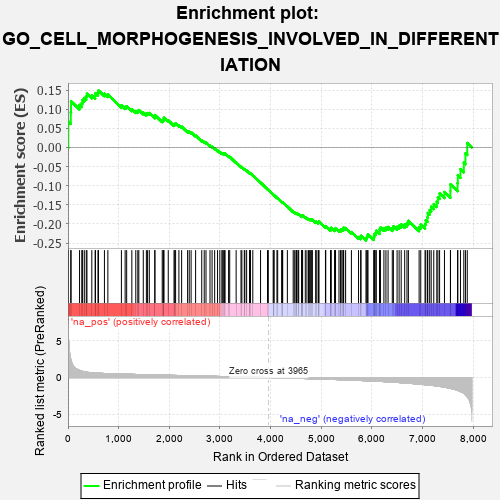 Enrichment plot:
GO_CELL_MORPHOGENESIS_INVOLVED_IN_DIFFERENT
IATION
Enrichment score (ES)
0.15
0.10
0.05
0.00
-0.05
-0.10
-0.15
-0.20
-0.25
'na_pos' (positively correlated)
Ranked list metric (PreRanked)
5
0
-5
Zero cross at 3965
'na_neg' (negatively correlated)
0 1,000 2,000 3,000 4,000 5,000 6,000 7,000 8,000
Rank in Ordered Dataset
Enrichment profile Hits Ranking metric scores